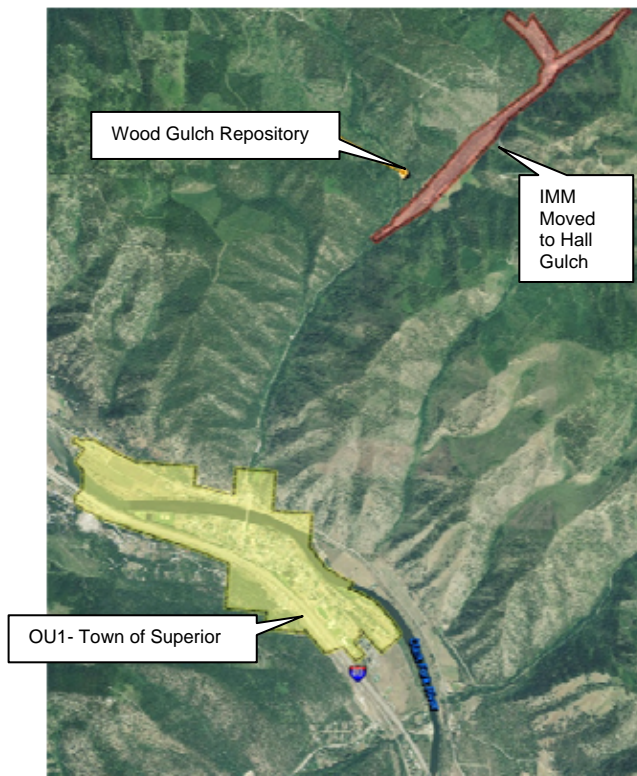 Wood Gulch Repository
IMM
Moved
to Hall
Gulch
OU1- Town of Superior